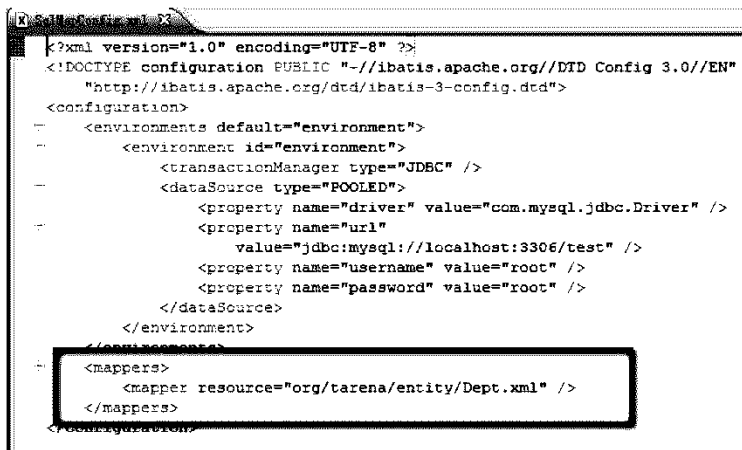 SqlMapConfig.xml
<?xml version="1.0" encoding="UTF-8" ?>
<!DOCTYPE configuration PUBLIC "-//ibatis.apache.org//DTD Config 3.0//EN"
"http://ibatis.apache.org/dtd/ibatis-3-config.dtd">
<configuration>
<environments default="environment">
<environment id="environment">
<transactionManager type="JDBC" />
<dataSource type="POOLED">
<property name="driver" value="com.mysql.jdbc.Driver" />
<property name="url"
value="jdbc:mysql://localhost:3306/test" />
<property name="username" value="root" />
<property name="password" value="root" />
</dataSource>
</environment>
</environments>
<mappers>
<mapper resource="org/tarena/entity/Dept.xml" />
</mappers>
</configuration>